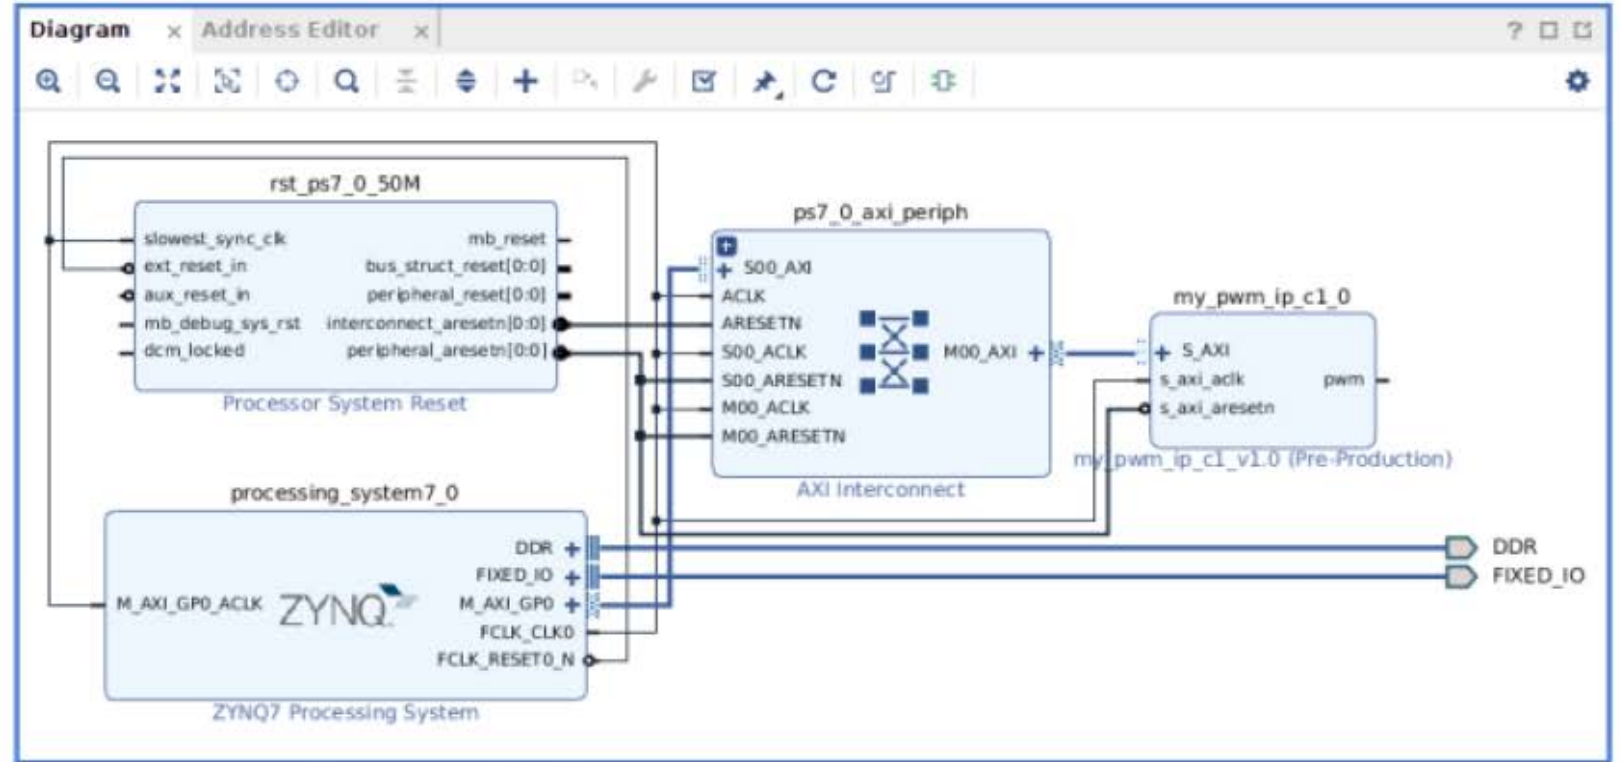 Diagram × Address Editor ×
rst_ps7_0_50M
slowest_sync_clk
ext_reset_in
aux_reset_in
mb_debug_sys_rst
dcm_locked
mb_reset
bus_struct_reset[0:0]
peripheral_reset[0:0]
interconnect_aresetn[0:0]
peripheral_aresetn[0:0]
Processor System Reset
ps7_0_axi_periph
S00_AXI
ACLK
ARESETN
S00_ACLK
S00_ARESETN
M00_ACLK
M00_ARESETN
M00_AXI
AXI Interconnect
my_pwm_ip_c1_0
S_AXI
s_axi_aclk
s_axi_aresetn
pwm
my_pwm_ip_c1_v1.0 (Pre-Production)
processing_system7_0
M_AXI_GP0_ACLK
ZYNQ
DDR
FIXED_IO
M_AXI_GP0
FCLK_CLK0
FCLK_RESET0_N
ZYNQ7 Processing System
DDR
FIXED_IO